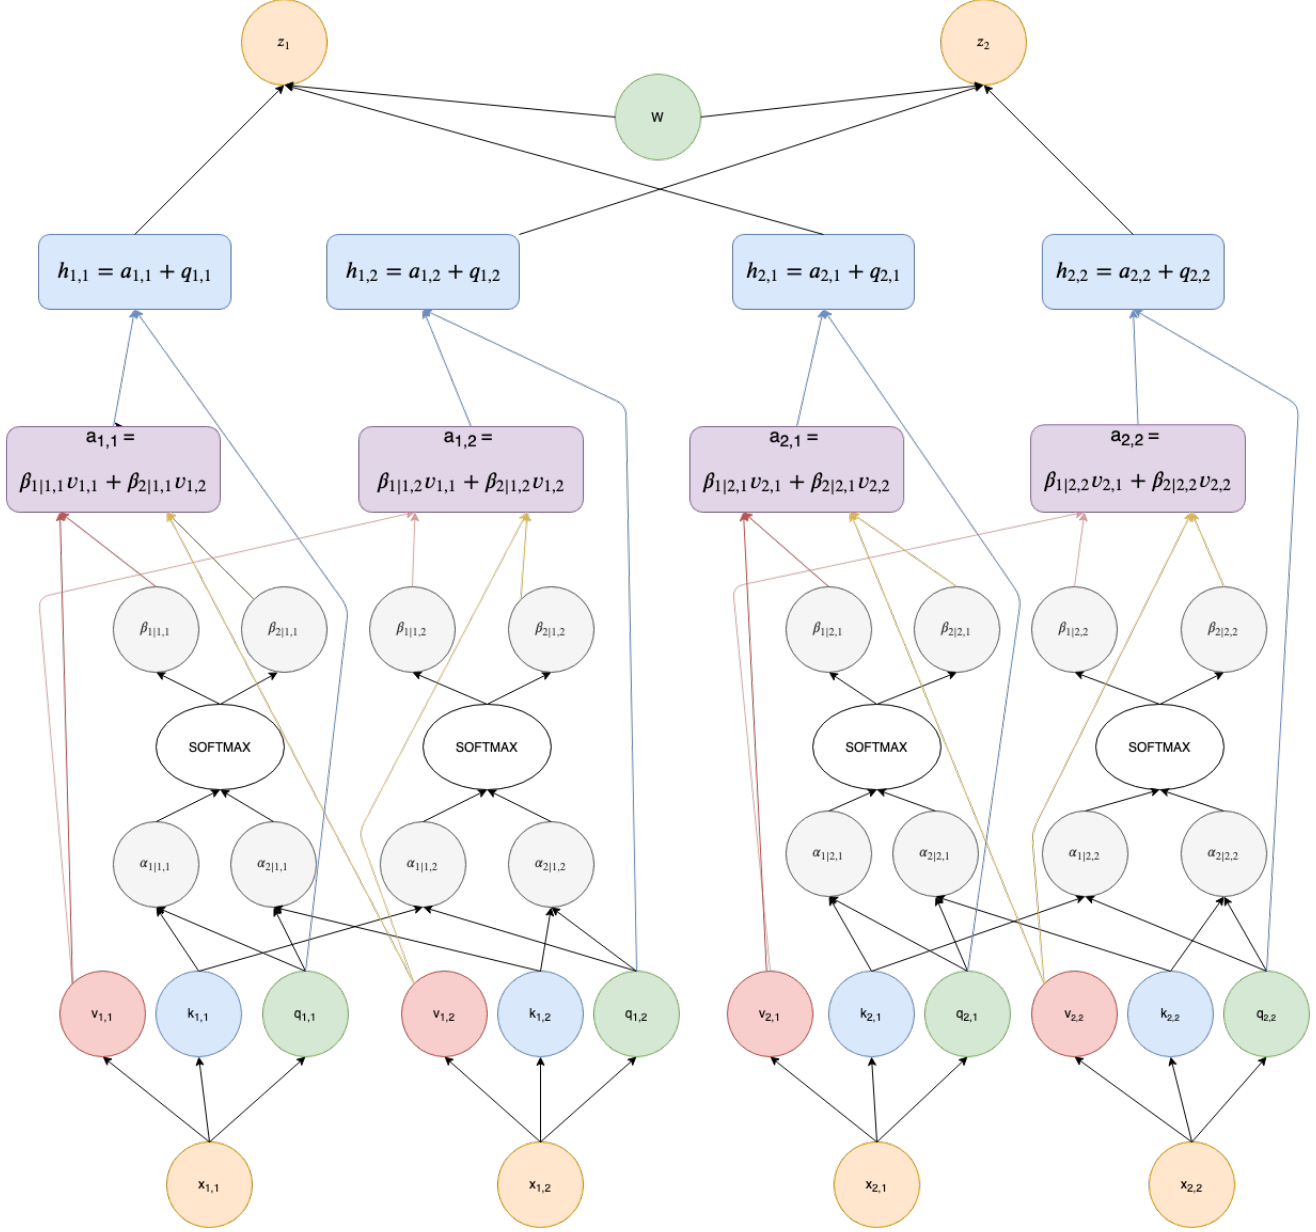 z₁
z₂
W
h₁,₁ = a₁,₁ + q₁,₁
h₁,₂ = a₁,₂ + q₁,₂
h₂,₁ = a₂,₁ + q₂,₁
h₂,₂ = a₂,₂ + q₂,₂
a₁,₁ =
β₁|₁,₁v₁,₁ + β₂|₁,₁v₁,₂
a₁,₂ =
β₁|₁,₂v₁,₁ + β₂|₁,₂v₁,₂
a₂,₁ =
β₁|₂,₁v₂,₁ + β₂|₂,₁v₂,₂
a₂,₂ =
β₁|₂,₂v₂,₁ + β₂|₂,₂v₂,₂
β₁|₁,₁
β₂|₁,₁
β₁|₁,₂
β₂|₁,₂
β₁|₂,₁
β₂|₂,₁
β₁|₂,₂
β₂|₂,₂
SOFTMAX
SOFTMAX
SOFTMAX
SOFTMAX
α₁|₁,₁
α₂|₁,₁
α₁|₁,₂
α₂|₁,₂
α₁|₂,₁
α₂|₂,₁
α₁|₂,₂
α₂|₂,₂
v₁,₁
k₁,₁
q₁,₁
v₁,₂
k₁,₂
q₁,₂
v₂,₁
k₂,₁
q₂,₁
v₂,₂
k₂,₂
q₂,₂
x₁,₁
x₁,₂
x₂,₁
x₂,₂